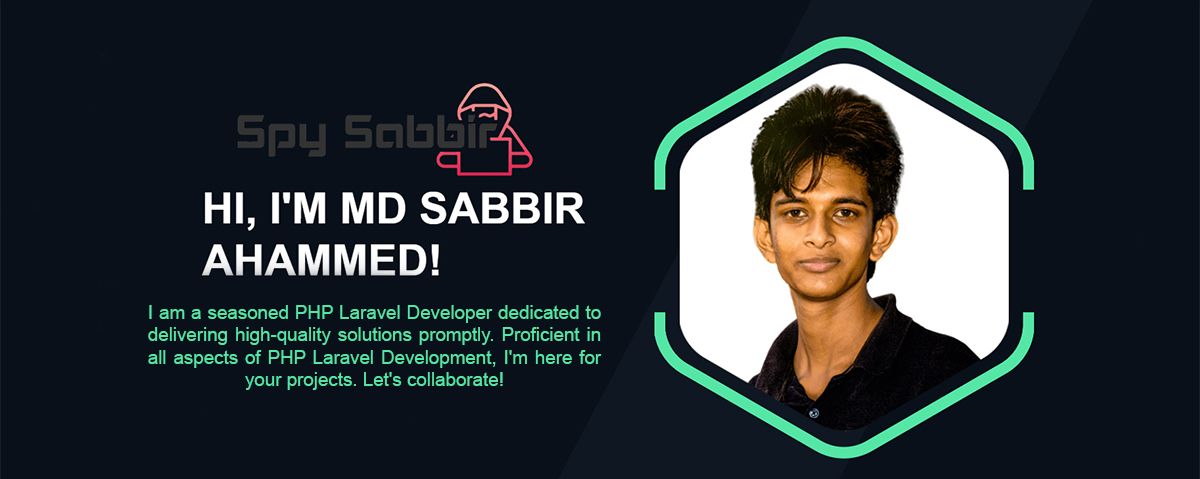 Spy Sabbir
HI, I'M MD SABBIR
AHAMMED!
I am a seasoned PHP Laravel Developer dedicated to
delivering high-quality solutions promptly. Proficient in
all aspects of PHP Laravel Development, I'm here for
your projects. Let's collaborate!